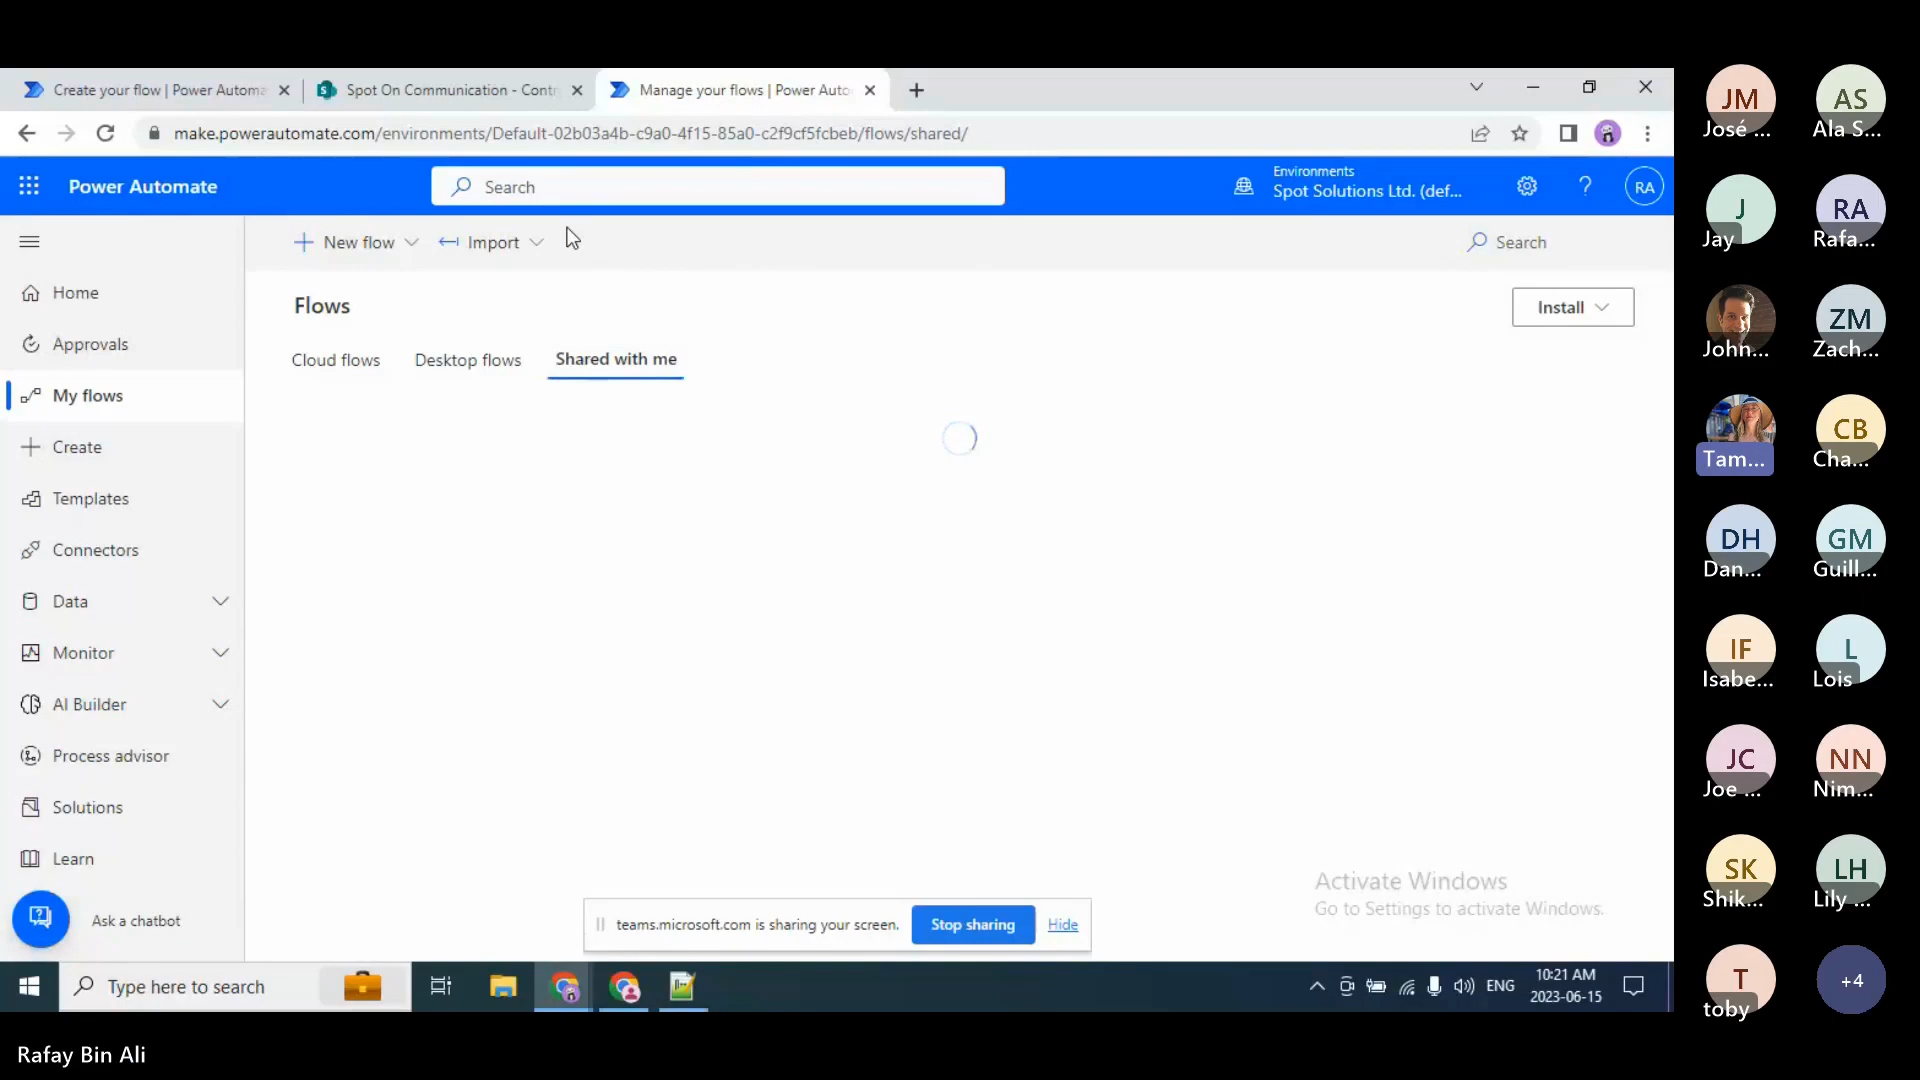 Create your flow | Power Automa
Spot On Communication - Cont
Manage your flows | Power Auto
make.powerautomate.com/environments/Default-02b03a4b-c9a0-4f15-85a0-c2f9cf5fcbeb/flows/shared/
Power Automate
Search
Environments
Spot Solutions Ltd. (def...
?
RA
New flow
Import
Search
Home
Approvals
My flows
Create
Templates
Connectors
Data
Monitor
AI Builder
Process advisor
Solutions
Learn
Ask a chatbot
Flows
Install
Cloud flows
Desktop flows
Shared with me
Activate Windows
Go to Settings to activate Windows.
teams.microsoft.com is sharing your screen.
Stop sharing
Hide
Type here to search
ENG
10:21 AM
2023-06-15
JM
José ...
AS
Ala S...
J
Jay
RA
Rafa...
John...
ZM
Zach...
Tam...
CB
Cha...
DH
Dan...
GM
Guill...
IF
Isabe...
L
Lois
JC
Joe ...
NN
Nim...
SK
Shik...
LH
Lily ...
T
toby
+4
Rafay Bin Ali